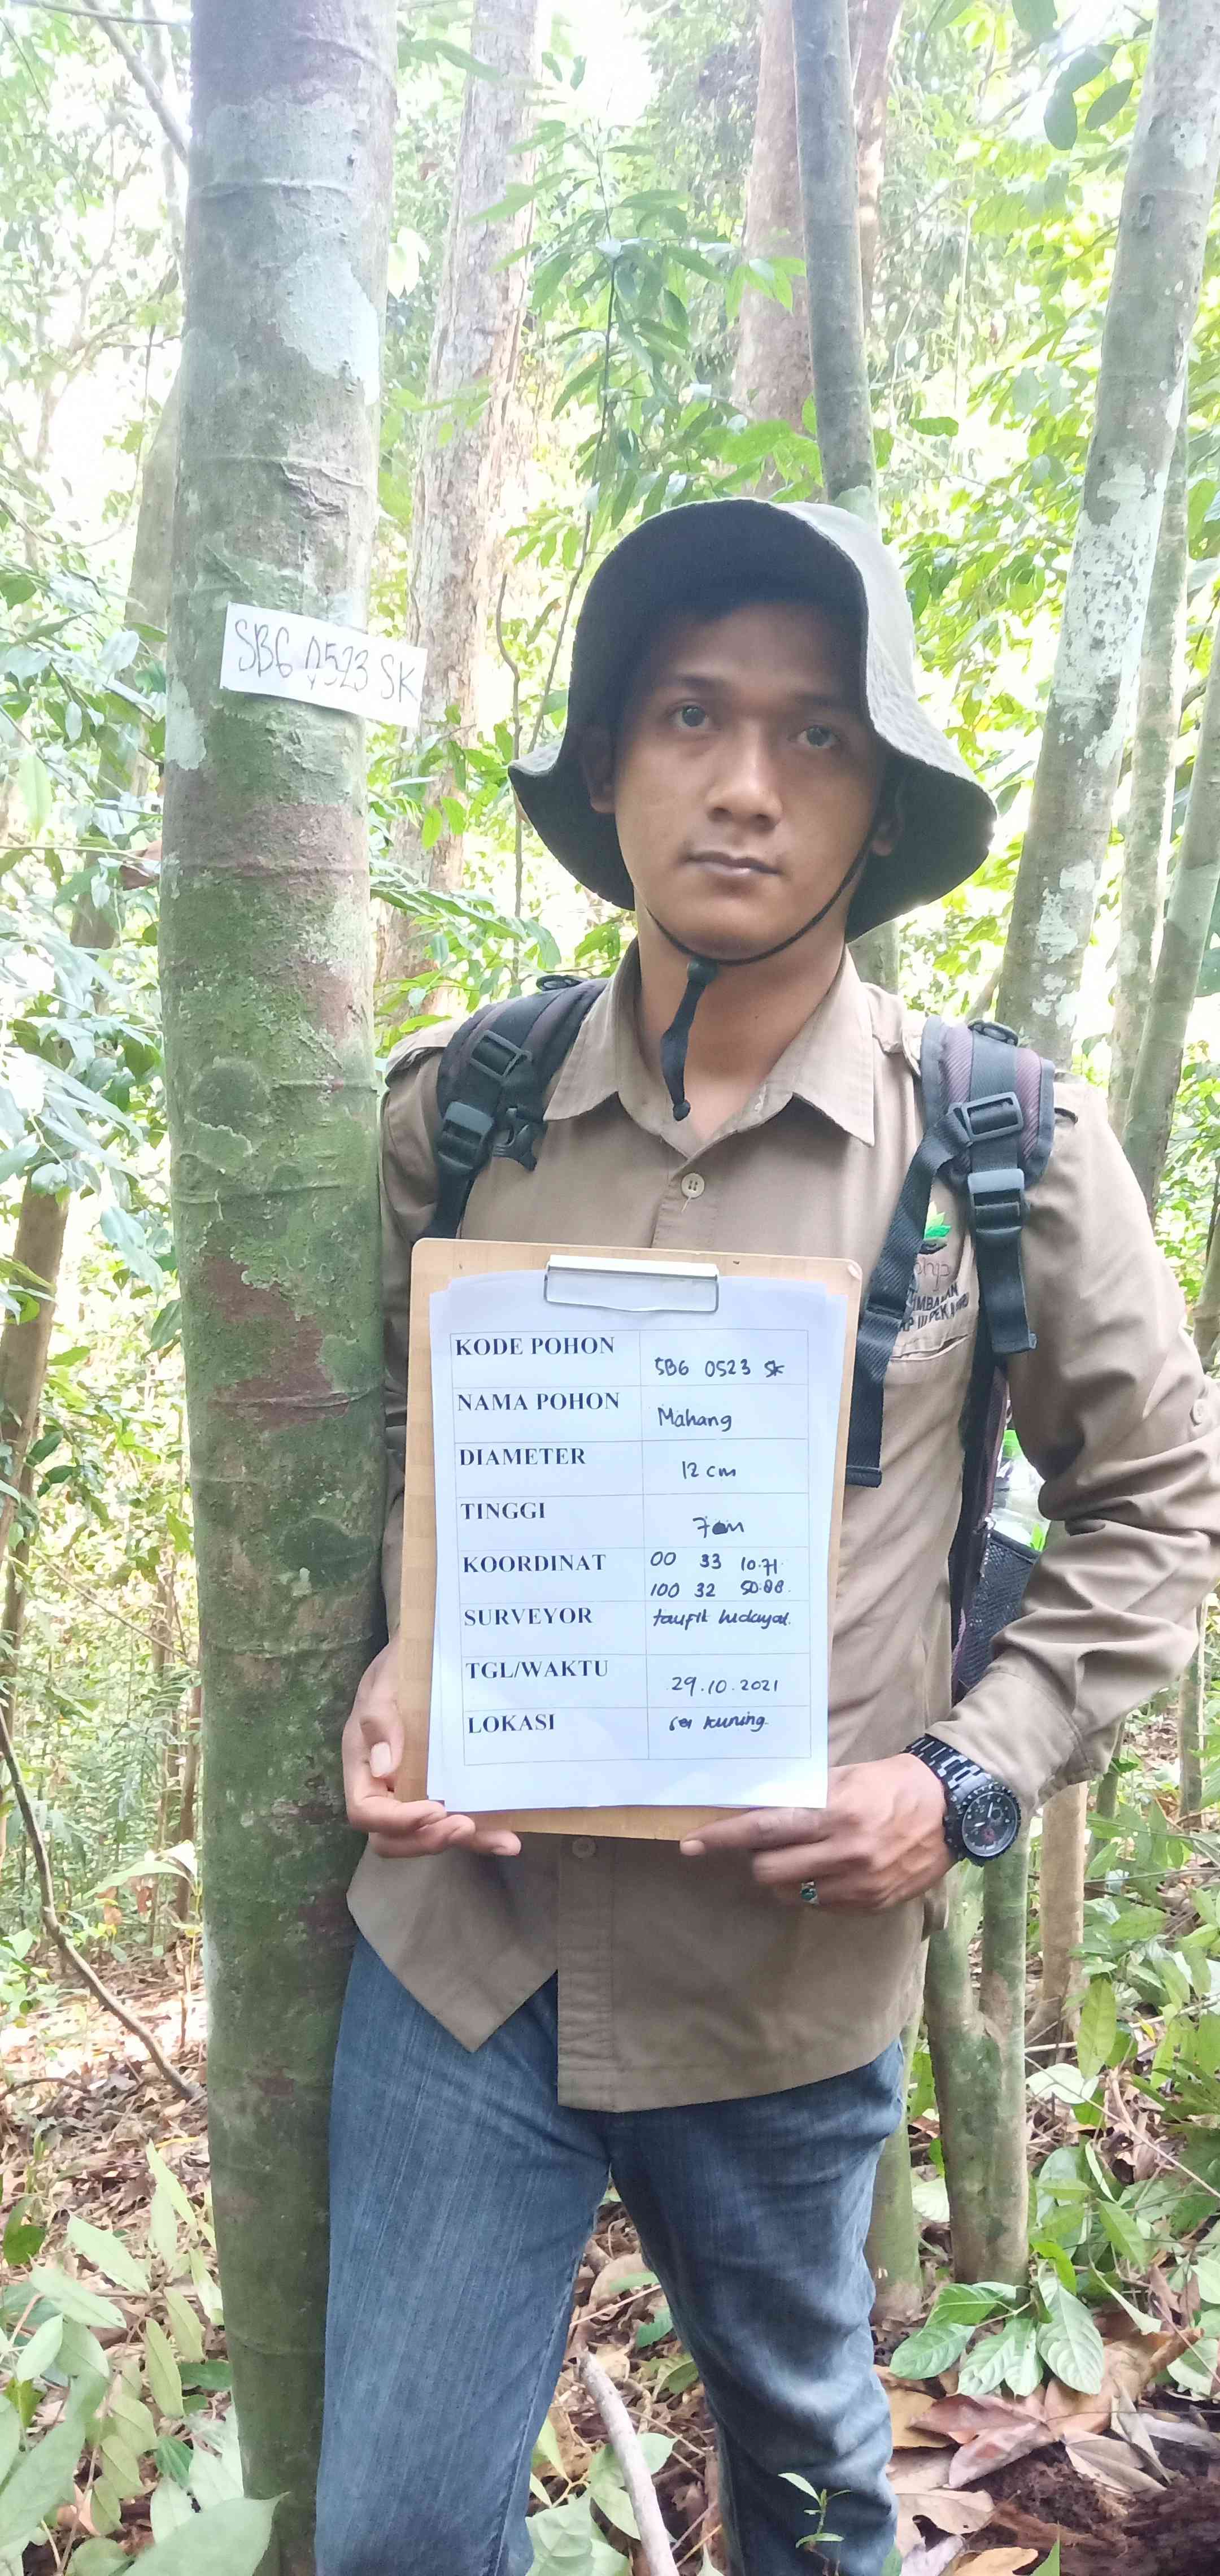 SBG 0523 SK
KODE POHON
SBG 0523 SK
NAMA POHON
Mahang
DIAMETER
12 cm
TINGGI
7 m
KOORDINAT
00 33 10.71
100 32 50.88.
SURVEYOR
taufik hidayat.
TGL/WAKTU
29.10.2021
LOKASI
sei kuning